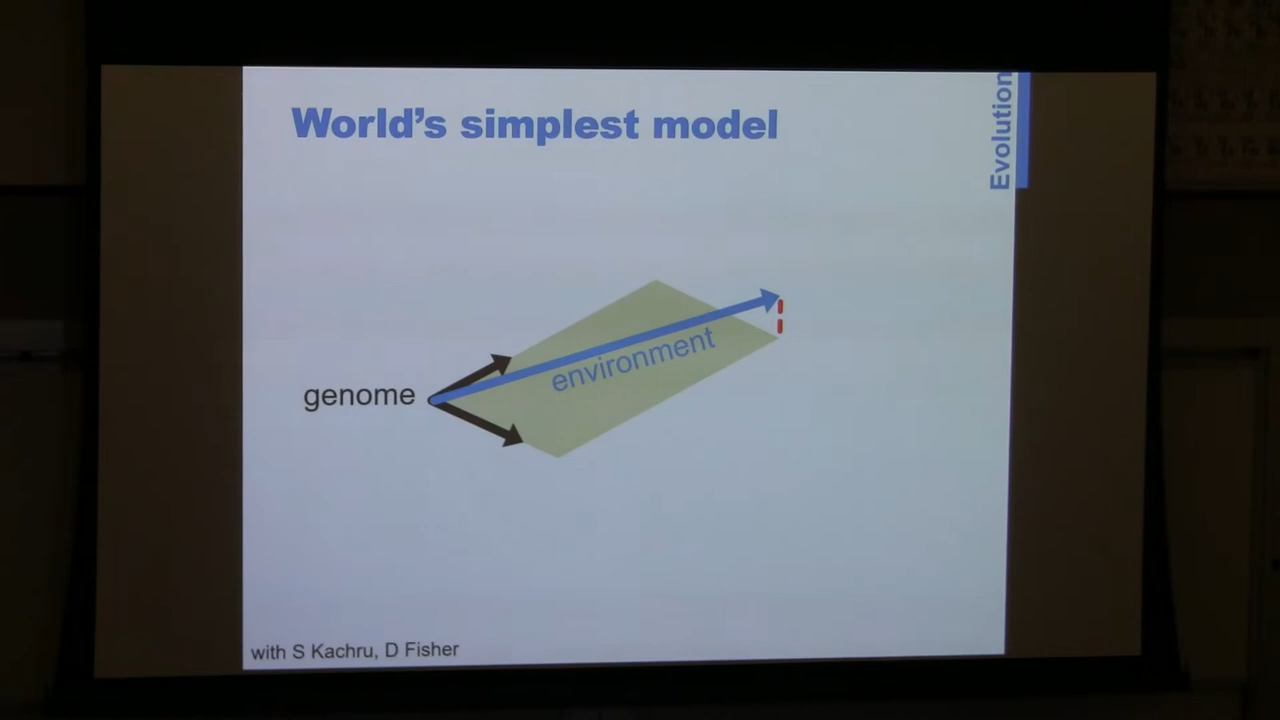 World's simplest model
Evolution
environment
genome
with S Kachru, D Fisher